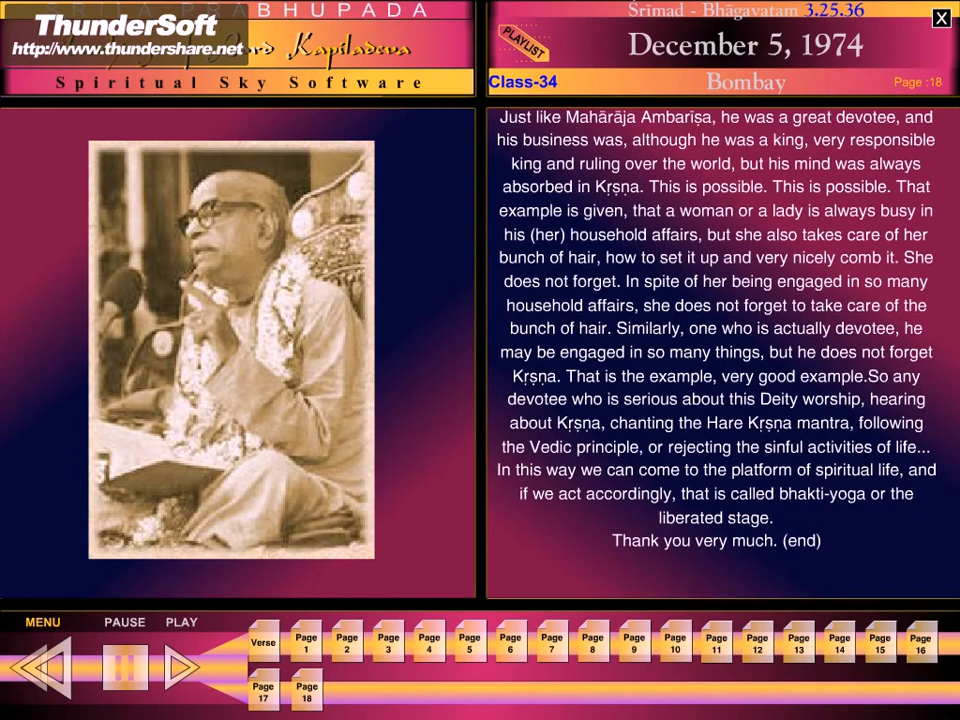 SRILA PRABHUPADA
ThunderSoft
http://www.thundershare.net
Lord Kapiladeva
Spiritual Sky Software
Śrīmad - Bhāgavatam 3.25.36
PLAYLIST
December 5, 1974
Class-34
Bombay
Page :18
X
Just like Mahārāja Ambarīṣa, he was a great devotee, and
his business was, although he was a king, very responsible
king and ruling over the world, but his mind was always
absorbed in Kṛṣṇa. This is possible. This is possible. That
example is given, that a woman or a lady is always busy in
his (her) household affairs, but she also takes care of her
bunch of hair, how to set it up and very nicely comb it. She
does not forget. In spite of her being engaged in so many
household affairs, she does not forget to take care of the
bunch of hair. Similarly, one who is actually devotee, he
may be engaged in so many things, but he does not forget
Kṛṣṇa. That is the example, very good example.So any
devotee who is serious about this Deity worship, hearing
about Kṛṣṇa, chanting the Hare Kṛṣṇa mantra, following
the Vedic principle, or rejecting the sinful activities of life...
In this way we can come to the platform of spiritual life, and
if we act accordingly, that is called bhakti-yoga or the
liberated stage.
Thank you very much. (end)
MENU
PAUSE
PLAY
Verse
Page 1
Page 2
Page 3
Page 4
Page 5
Page 6
Page 7
Page 8
Page 9
Page 10
Page 11
Page 12
Page 13
Page 14
Page 15
Page 16
Page 17
Page 18